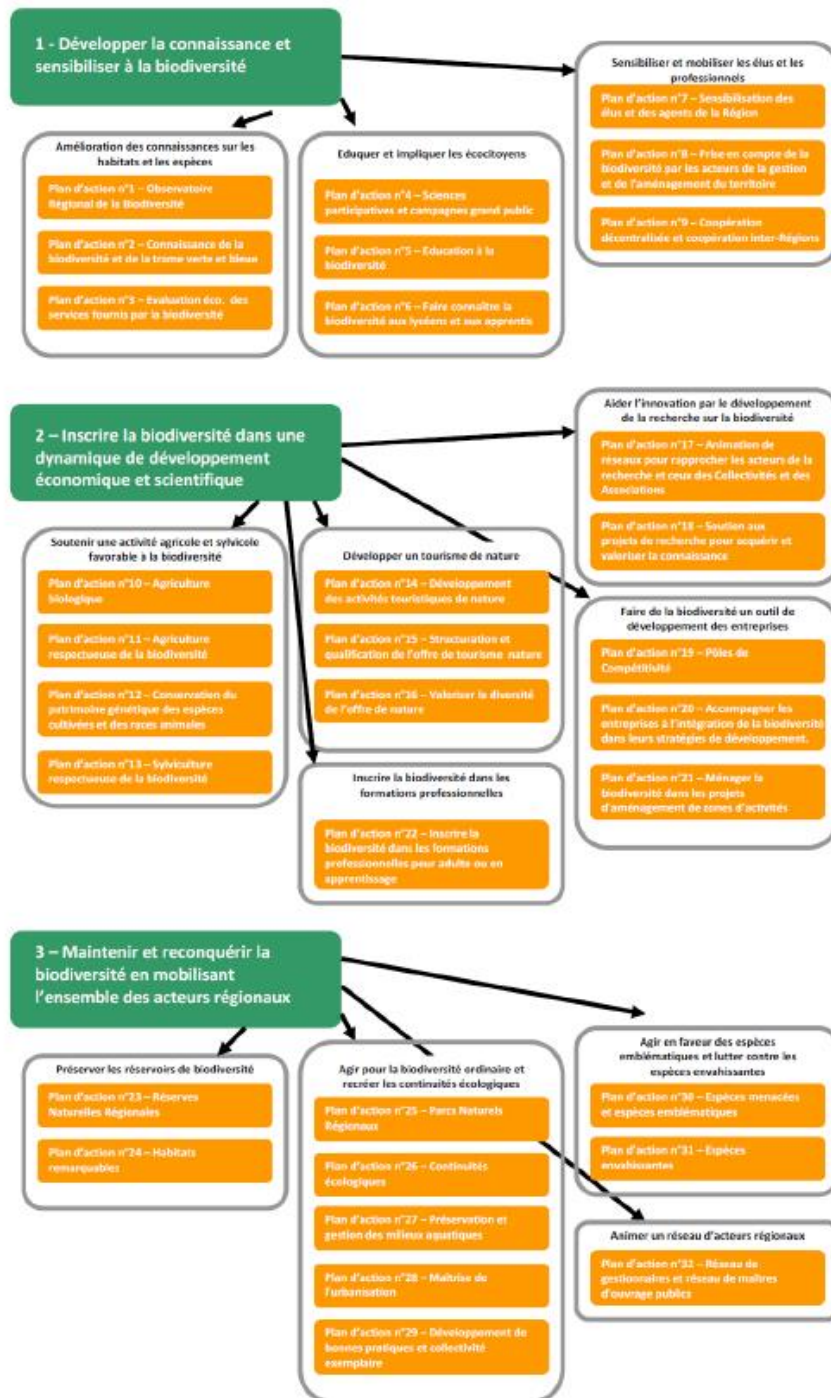 1 - Développer la connaissance et
sensibiliser à la biodiversité
Amélioration des connaissances sur les
habitats et les espèces
Plan d'action n°1 – Observatoire
Régional de la Biodiversité
Plan d'action n°2 – Connaissance de la
biodiversité et de la trame verte et bleue
Plan d'action n°3 – Evaluation éco. des
services fournis par la biodiversité
Eduquer et impliquer les écocitoyens
Plan d'action n°4 – Sciences
participatives et campagnes grand public
Plan d'action n°5 – Education à la
biodiversité
Plan d'action n°6 – Faire connaître la
biodiversité aux lycéens et aux apprentis
Sensibiliser et mobiliser les élus et les
professionnels
Plan d'action n°7 – Sensibilisation des
élus et des agents de la Région
Plan d'action n°8 – Prise en compte de la
biodiversité par les acteurs de la gestion
et de l'aménagement du territoire
Plan d'action n°9 – Coopération
décentralisée et coopération inter-Régions
2 – Inscrire la biodiversité dans une
dynamique de développement
économique et scientifique
Soutenir une activité agricole et sylvicole
favorable à la biodiversité
Plan d'action n°10 – Agriculture
biologique
Plan d'action n°11 – Agriculture
respectueuse de la biodiversité
Plan d'action n°12 – Conservation du
patrimoine génétique des espèces
cultivées et des races animales
Plan d'action n°13 – Sylviculture
respectueuse de la biodiversité
Développer un tourisme de nature
Plan d'action n°14 – Développement
des activités touristiques de nature
Plan d'action n°15 – Structuration et
qualification de l'offre de tourisme nature
Plan d'action n°16 – Valoriser la diversité
de l'offre de nature
Inscrire la biodiversité dans les
formations professionnelles
Plan d'action n°22 – Inscrire la
biodiversité dans les formations
professionnelles pour adulte ou en
apprentissage
Aider l'innovation par le développement
de la recherche sur la biodiversité
Plan d'action n°17 – Animation de
réseaux pour rapprocher les acteurs de la
recherche et ceux des Collectivités et des
Associations
Plan d'action n°18 – Soutien aux
projets de recherche pour acquérir et
valoriser la connaissance
Faire de la biodiversité un outil de
développement des entreprises
Plan d'action n°19 – Pôles de
Compétitivité
Plan d'action n°20 – Accompagner les
entreprises à l'intégration de la biodiversité
dans leurs stratégies de développement.
Plan d'action n°21 – Ménager la
biodiversité dans les projets
d'aménagement de zones d'activités
3 – Maintenir et reconquérir la
biodiversité en mobilisant
l'ensemble des acteurs régionaux
Préserver les réservoirs de biodiversité
Plan d'action n°23 – Réserves
Naturelles Régionales
Plan d'action n°24 – Habitats
remarquables
Agir pour la biodiversité ordinaire et
recréer les continuités écologiques
Plan d'action n°25 – Parcs Naturels
Régionaux
Plan d'action n°26 – Continuités
écologiques
Plan d'action n°27 – Préservation et
gestion des milieux aquatiques
Plan d'action n°28 – Maîtrise de
l'urbanisation
Plan d'action n°29 – Développement de
bonnes pratiques et collectivité
exemplaire
Agir en faveur des espèces
emblématiques et lutter contre les
espèces envahissantes
Plan d'action n°30 – Espèces menacées
et espèces emblématiques
Plan d'action n°31 – Espèces
envahissantes
Animer un réseau d'acteurs régionaux
Plan d'action n°32 – Réseau de
gestionnaires et réseau de maîtres
d'ouvrage publics